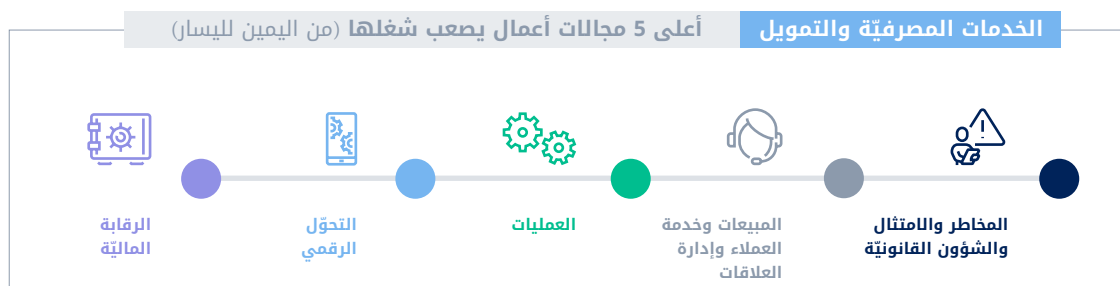 الخدمات المصرفيّة والتمويل
أعلى 5 مجالات أعمال يصعب شغلها (من اليمين لليسار)
المخاطر والامتثال
والشؤون القانونيّة
المبيعات وخدمة
العملاء وإدارة
العلاقات
العمليات
التحوّل
الرقمي
الرقابة
الماليّة